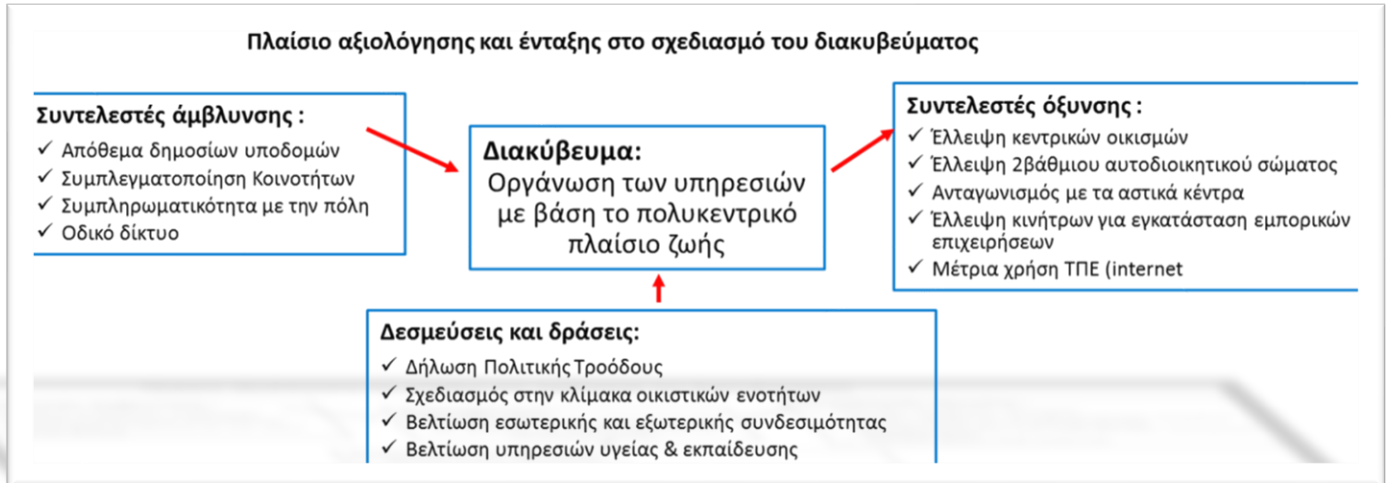 Πλαίσιο αξιολόγησης και ένταξης στο σχεδιασμό του διακυβεύματος
Συντελεστές άμβλυνσης :
✓ Απόθεμα δημοσίων υποδομών
✓ Συμπλεγματοποίηση Κοινοτήτων
✓ Συμπληρωματικότητα με την πόλη
✓ Οδικό δίκτυο
Διακύβευμα:
Οργάνωση των υπηρεσιών
με βάση το πολυκεντρικό
πλαίσιο ζωής
Συντελεστές όξυνσης :
✓ Έλλειψη κεντρικών οικισμών
✓ Έλλειψη 2βάθμιου αυτοδιοικητικού σώματος
✓ Ανταγωνισμός με τα αστικά κέντρα
✓ Έλλειψη κινήτρων για εγκατάσταση εμπορικών
επιχειρήσεων
✓ Μέτρια χρήση ΤΠΕ (internet
Δεσμεύσεις και δράσεις:
✓ Δήλωση Πολιτικής Τροόδους
✓ Σχεδιασμός στην κλίμακα οικιστικών ενοτήτων
✓ Βελτίωση εσωτερικής και εξωτερικής συνδεσιμότητας
✓ Βελτίωση υπηρεσιών υγείας & εκπαίδευσης